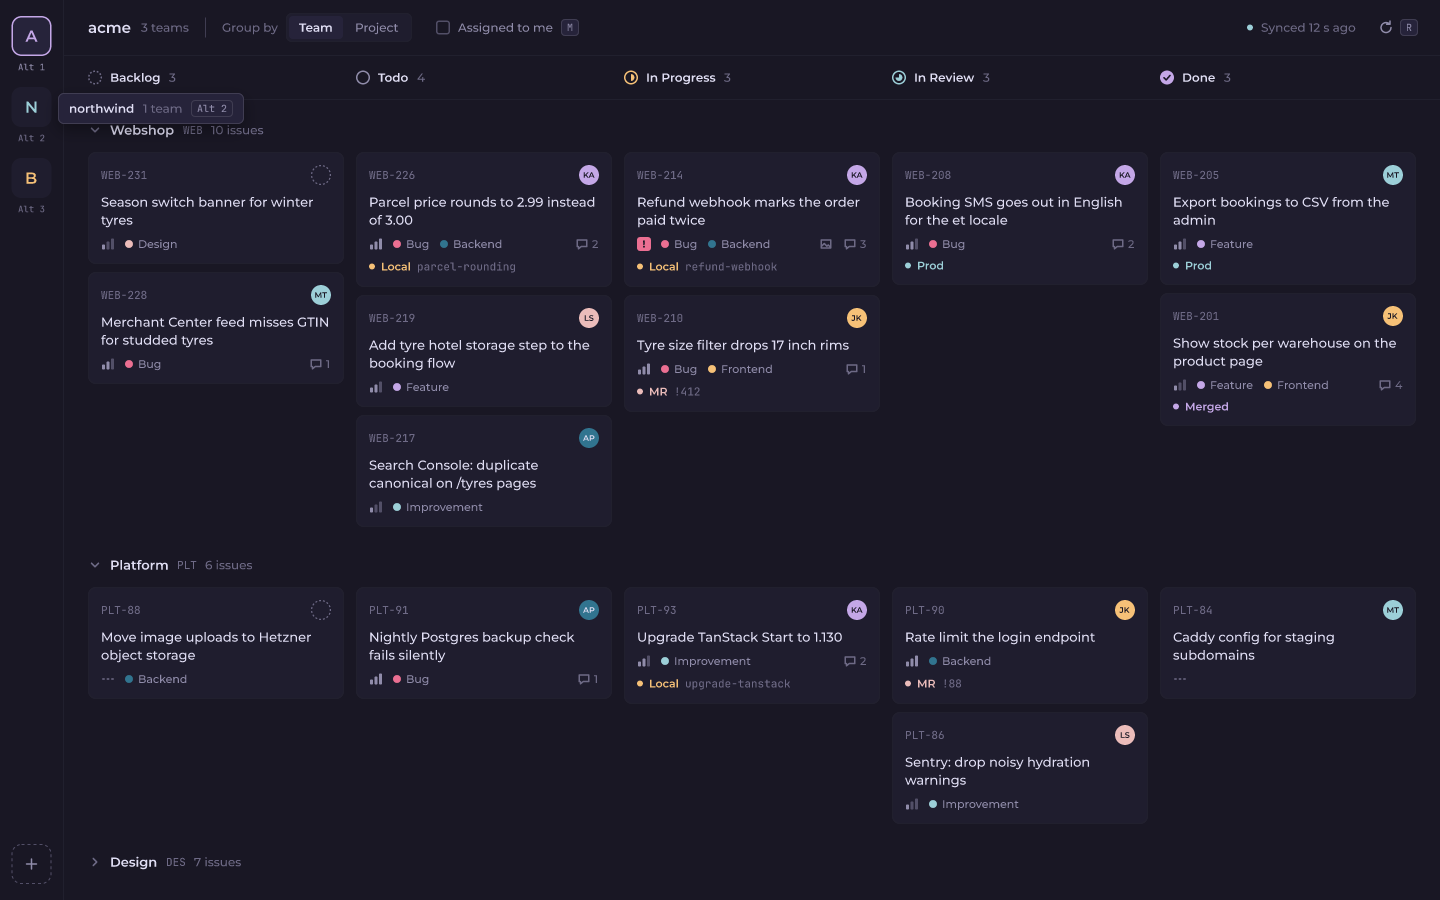 A
Alt 1
N
Alt 2
B
Alt 3
acme 3 teams Group by Team Project Assigned to me M Synced 12 s ago R
Backlog 3
Todo 4
In Progress 3
In Review 3
Done 3
northwind 1 team Alt 2
Webshop WEB 10 issues
WEB-231
Season switch banner for winter
tyres
Design
WEB-228 MT
Merchant Center feed misses GTIN
for studded tyres
Bug 1
WEB-226 KA
Parcel price rounds to 2.99 instead
of 3.00
Bug Backend 2
Local parcel-rounding
WEB-219 LS
Add tyre hotel storage step to the
booking flow
Feature
WEB-217 AP
Search Console: duplicate
canonical on /tyres pages
Improvement
WEB-214 KA
Refund webhook marks the order
paid twice
! Bug Backend 3
Local refund-webhook
WEB-210 JK
Tyre size filter drops 17 inch rims
Bug Frontend 1
MR !412
WEB-208 KA
Booking SMS goes out in English
for the et locale
Bug 2
Prod
WEB-205 MT
Export bookings to CSV from the
admin
Feature
Prod
WEB-201 JK
Show stock per warehouse on the
product page
Feature Frontend 4
Merged
Platform PLT 6 issues
PLT-88
Move image uploads to Hetzner
object storage
Backend
PLT-91 AP
Nightly Postgres backup check
fails silently
Bug 1
PLT-93 KA
Upgrade TanStack Start to 1.130
Improvement 2
Local upgrade-tanstack
PLT-90 JK
Rate limit the login endpoint
Backend
MR !88
PLT-86 LS
Sentry: drop noisy hydration
warnings
Improvement
PLT-84 MT
Caddy config for staging
subdomains
Design DES 7 issues